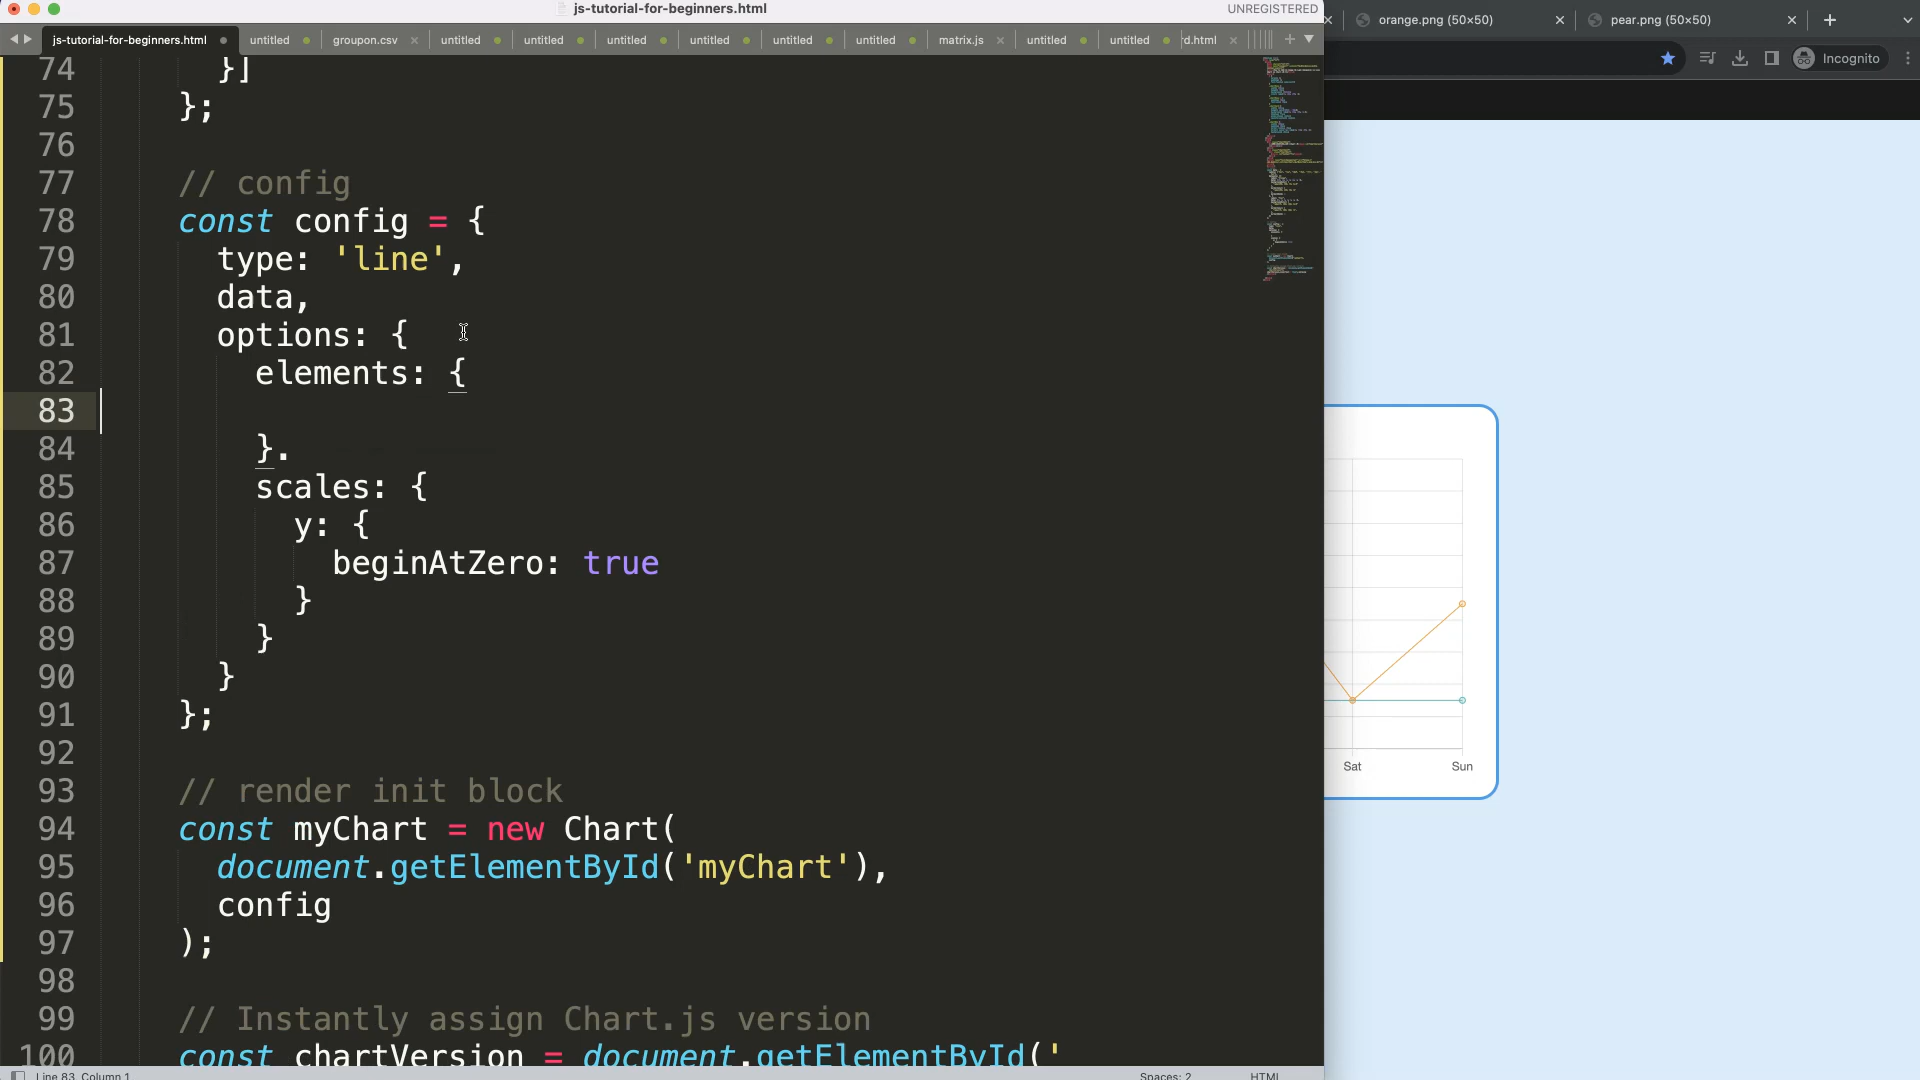 js-tutorial-for-beginners.html
UNREGISTERED
orange.png (50×50)
pear.png (50×50)
js-tutorial-for-beginners.html
untitled
groupon.csv
untitled
untitled
untitled
untitled
untitled
untitled
matrix.js
untitled
untitled
rd.html
Incognito
74 }]
75 };
76
77 // config
78 const config = {
79 type: 'line',
80 data,
81 options: {
82 elements: {
83
84 }.
85 scales: {
86 y: {
87 beginAtZero: true
88 }
89 }
90 }
91 };
92
93 // render init block
94 const myChart = new Chart(
95 document.getElementById('myChart'),
96 config
97 );
98
99 // Instantly assign Chart.js version
100 const chartVersion = document.getElementById('
Sat
Sun
Line 83, Column 1
Spaces: 2
HTML